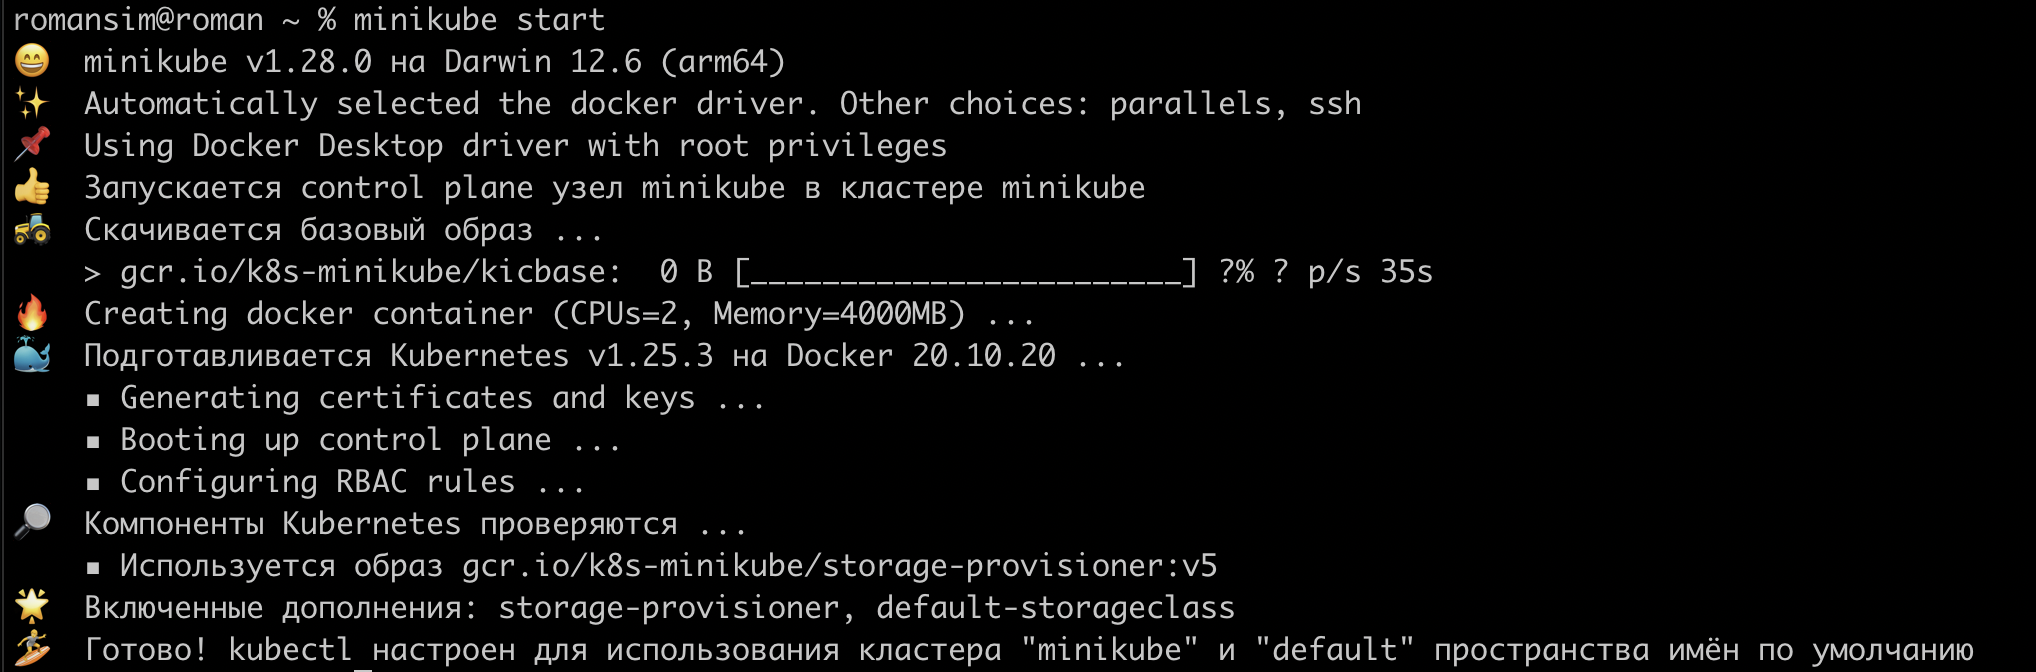 romansim@roman ~ % minikube start
😄 minikube v1.28.0 на Darwin 12.6 (arm64)
✨ Automatically selected the docker driver. Other choices: parallels, ssh
📌 Using Docker Desktop driver with root privileges
👍 Запускается control plane узел minikube в кластере minikube
🚜 Скачивается базовый образ ...
> gcr.io/k8s-minikube/kicbase:  0 B [________________________] ?% ? p/s 35s
🔥 Creating docker container (CPUs=2, Memory=4000MB) ...
🐳 Подготавливается Kubernetes v1.25.3 на Docker 20.10.20 ...
▪ Generating certificates and keys ...
▪ Booting up control plane ...
▪ Configuring RBAC rules ...
🔎 Компоненты Kubernetes проверяются ...
▪ Используется образ gcr.io/k8s-minikube/storage-provisioner:v5
🌟 Включенные дополнения: storage-provisioner, default-storageclass
🏄 Готово! kubectl настроен для использования кластера "minikube" и "default" пространства имён по умолчанию